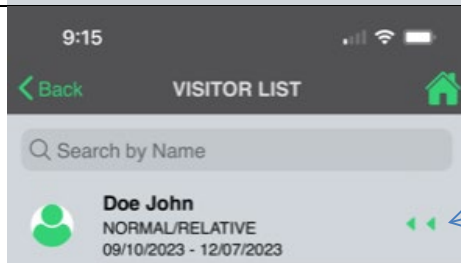 9:15
Back VISITOR LIST
Search by Name
Doe John
NORMAL/RELATIVE
09/10/2023 - 12/07/2023